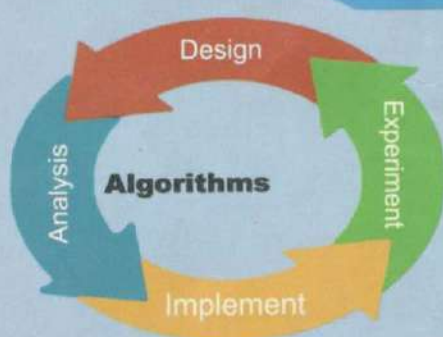 Design
Analysis
Algorithms
Experiment
Implement